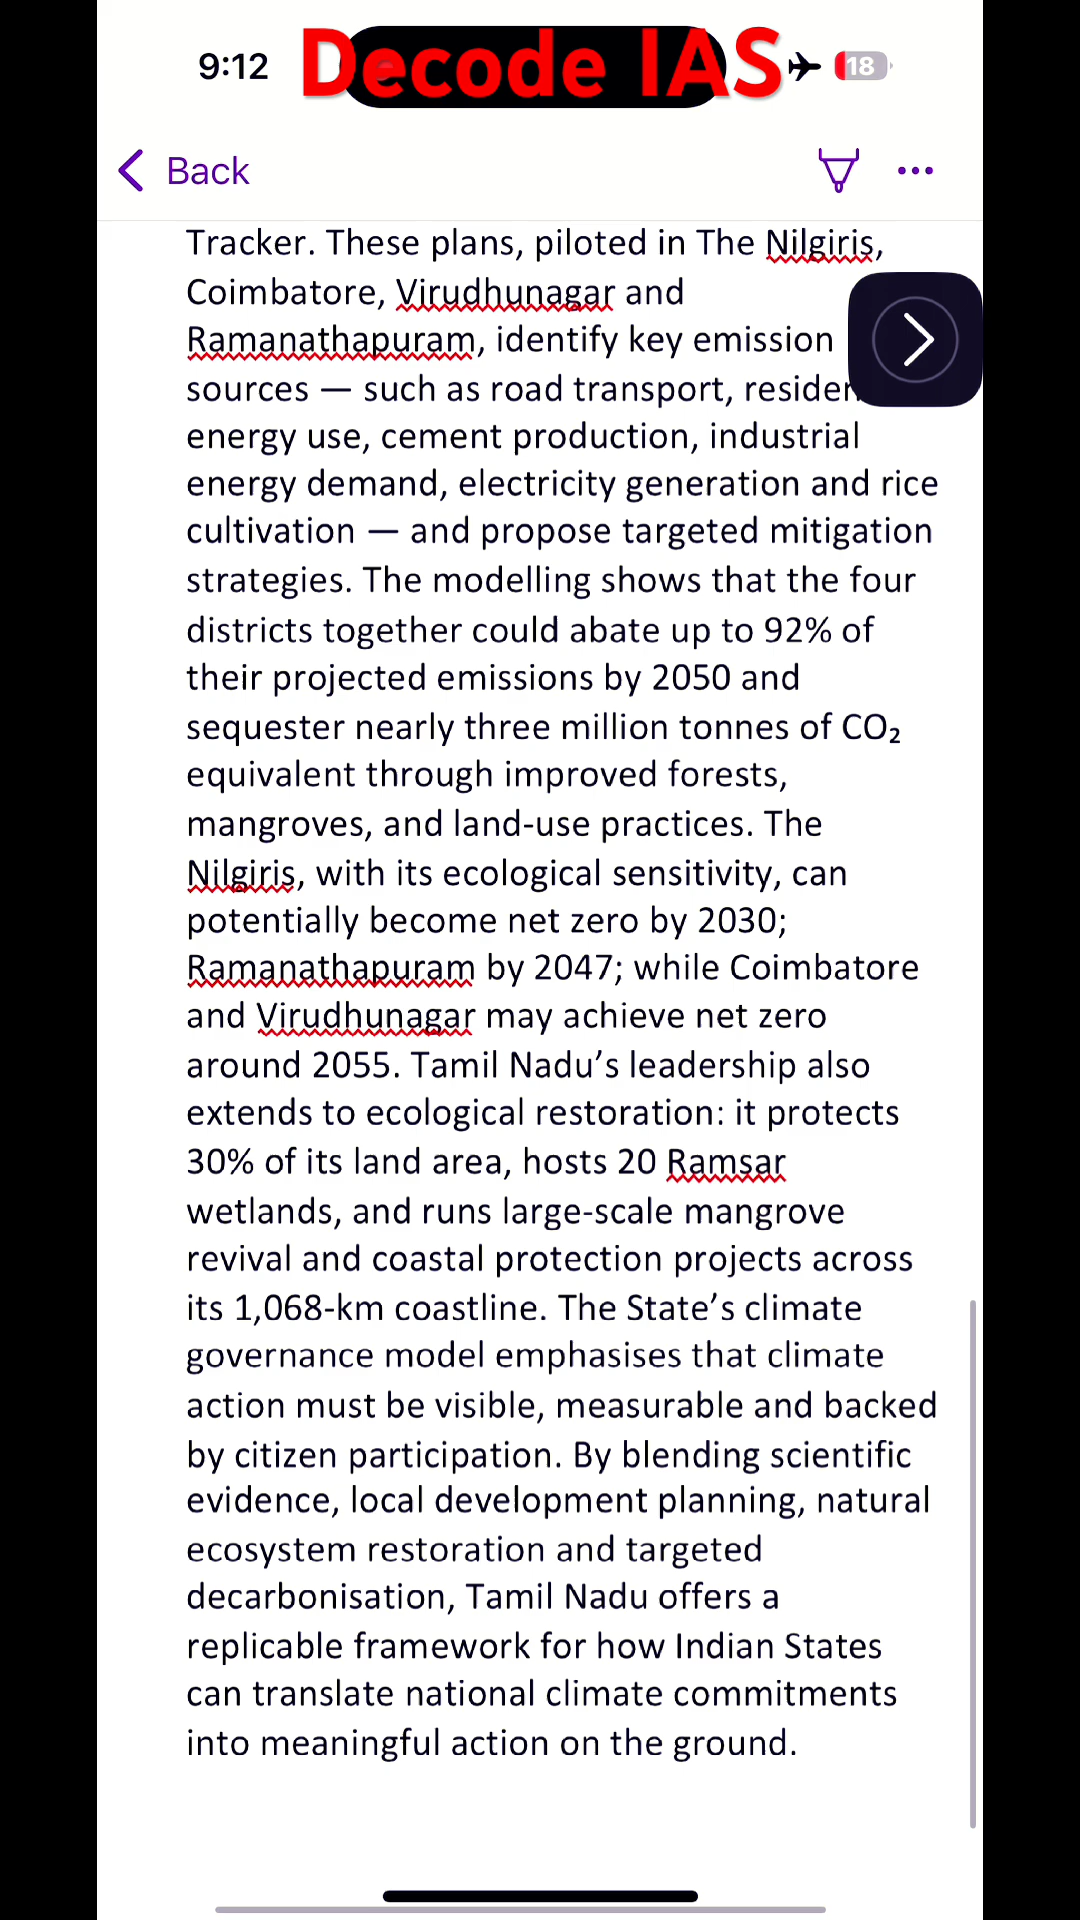 9:12
Decode IAS
18
Back
Tracker. These plans, piloted in The Nilgiris,
Coimbatore, Virudhunagar and
Ramanathapuram, identify key emission
sources — such as road transport,
energy use, cement production, industrial
energy demand, electricity generation and rice
cultivation — and propose targeted mitigation
strategies. The modelling shows that the four
districts together could abate up to 92% of
their projected emissions by 2050 and
sequester nearly three million tonnes of CO₂
equivalent through improved forests,
mangroves, and land-use practices. The
Nilgiris, with its ecological sensitivity, can
potentially become net zero by 2030;
Ramanathapuram by 2047; while Coimbatore
and Virudhunagar may achieve net zero
around 2055. Tamil Nadu’s leadership also
extends to ecological restoration: it protects
30% of its land area, hosts 20 Ramsar
wetlands, and runs large-scale mangrove
revival and coastal protection projects across
its 1,068-km coastline. The State’s climate
governance model emphasises that climate
action must be visible, measurable and backed
by citizen participation. By blending scientific
evidence, local development planning, natural
ecosystem restoration and targeted
decarbonisation, Tamil Nadu offers a
replicable framework for how Indian States
can translate national climate commitments
into meaningful action on the ground.